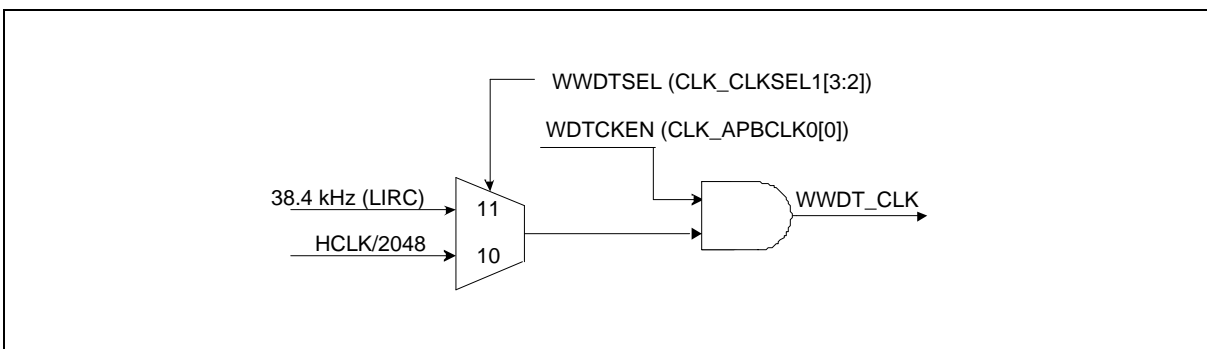 WWDTSEL (CLK_CLKSEL1[3:2])
WDTCKEN (CLK_APBCLK0[0])
38.4 kHz (LIRC)
11
WWDT_CLK
HCLK/2048
10